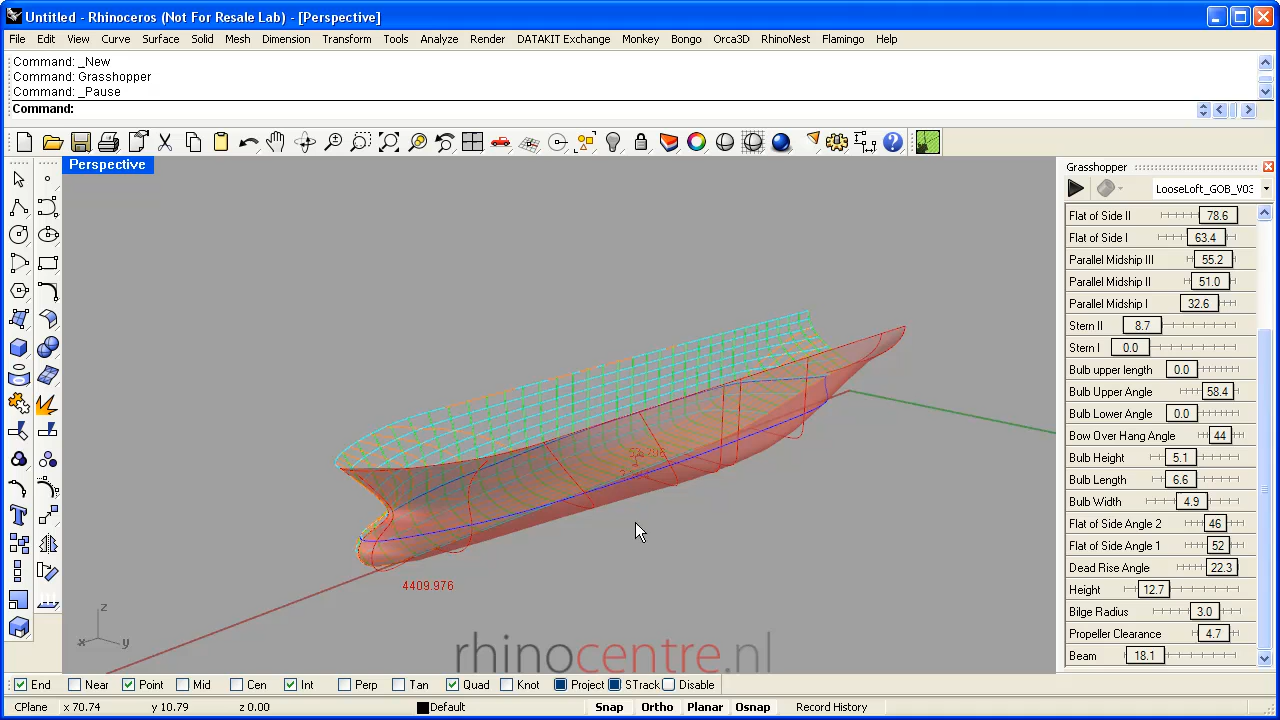 Untitled - Rhinoceros (Not For Resale Lab) - [Perspective]
File Edit View Curve Surface Solid Mesh Dimension Transform Tools Analyze Render DATAKIT Exchange Monkey Bongo Orca3D RhinoNest Flamingo Help
Command: _New
Command: Grasshopper
Command: _Pause
Command:
Perspective
Grasshopper
LooseLoft_GOB_V03
Flat of Side II 78.6
Flat of Side I 63.4
Parallel Midship III 55.2
Parallel Midship II 51.0
Parallel Midship I 32.6
Stern II 8.7
Stern I 0.0
Bulb upper length 0.0
Bulb Upper Angle 58.4
Bulb Lower Angle 0.0
Bow Over Hang Angle 44
Bulb Height 5.1
Bulb Length 6.6
Bulb Width 4.9
Flat of Side Angle 2 46
Flat of Side Angle 1 52
Dead Rise Angle 22.3
Height 12.7
Bilge Radius 3.0
Propeller Clearance 4.7
Beam 18.1
4409.976
z
x y
rhinocentre.nl
End Near Point Mid Cen Int Perp Tan Quad Knot Project STrack Disable
CPlane x 70.74 y 10.79 z 0.00 Default Snap Ortho Planar Osnap Record History